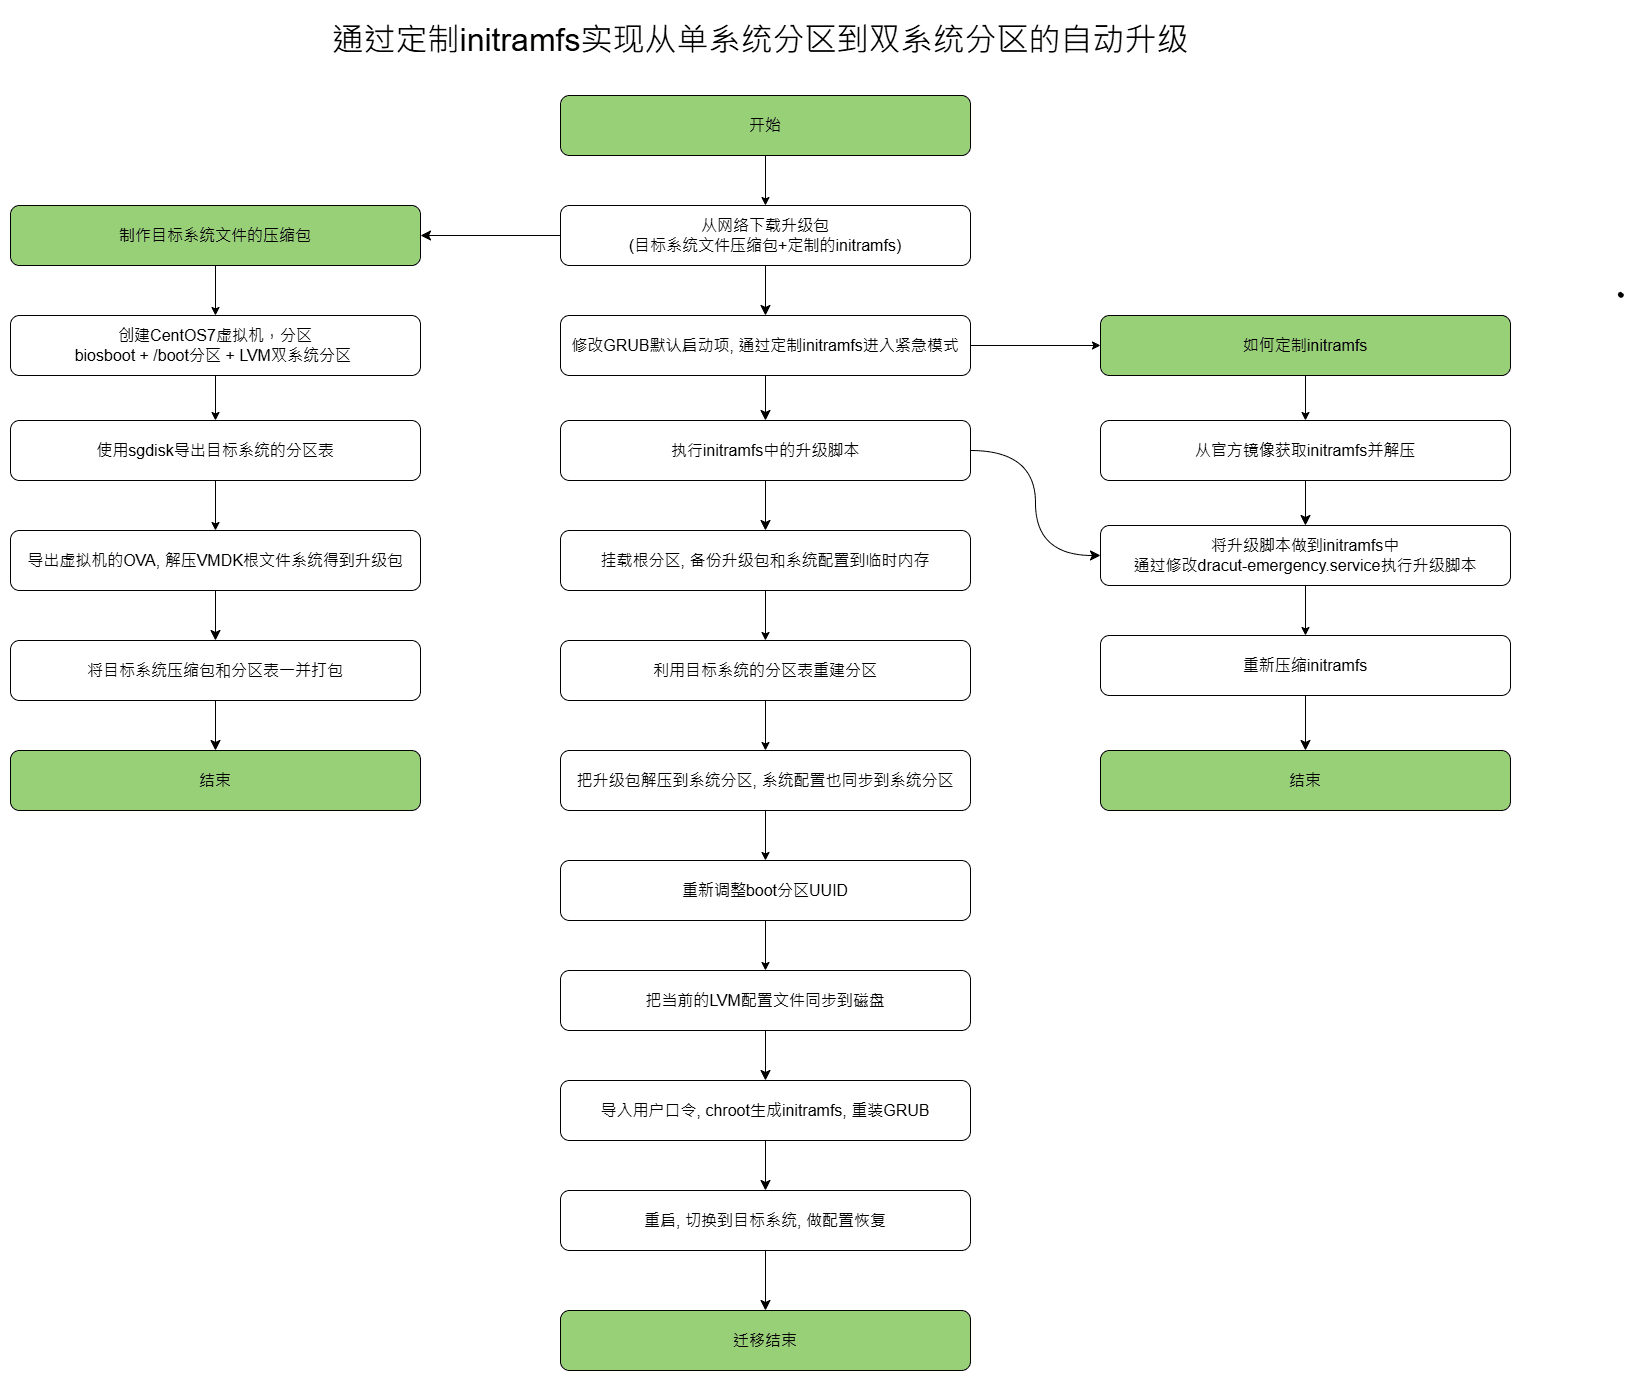 通过定制initramfs实现从单系统分区到双系统分区的自动升级
开始
从网络下载升级包
(目标系统文件压缩包+定制的initramfs)
修改GRUB默认启动项, 通过定制initramfs进入紧急模式
执行initramfs中的升级脚本
挂载根分区, 备份升级包和系统配置到临时内存
利用目标系统的分区表重建分区
把升级包解压到系统分区, 系统配置也同步到系统分区
重新调整boot分区UUID
把当前的LVM配置文件同步到磁盘
导入用户口令, chroot生成initramfs, 重装GRUB
重启, 切换到目标系统, 做配置恢复
迁移结束
制作目标系统文件的压缩包
创建CentOS7虚拟机，分区
biosboot + /boot分区 + LVM双系统分区
使用sgdisk导出目标系统的分区表
导出虚拟机的OVA, 解压VMDK根文件系统得到升级包
将目标系统压缩包和分区表一并打包
结束
如何定制initramfs
从官方镜像获取initramfs并解压
将升级脚本做到initramfs中
通过修改dracut-emergency.service执行升级脚本
重新压缩initramfs
结束